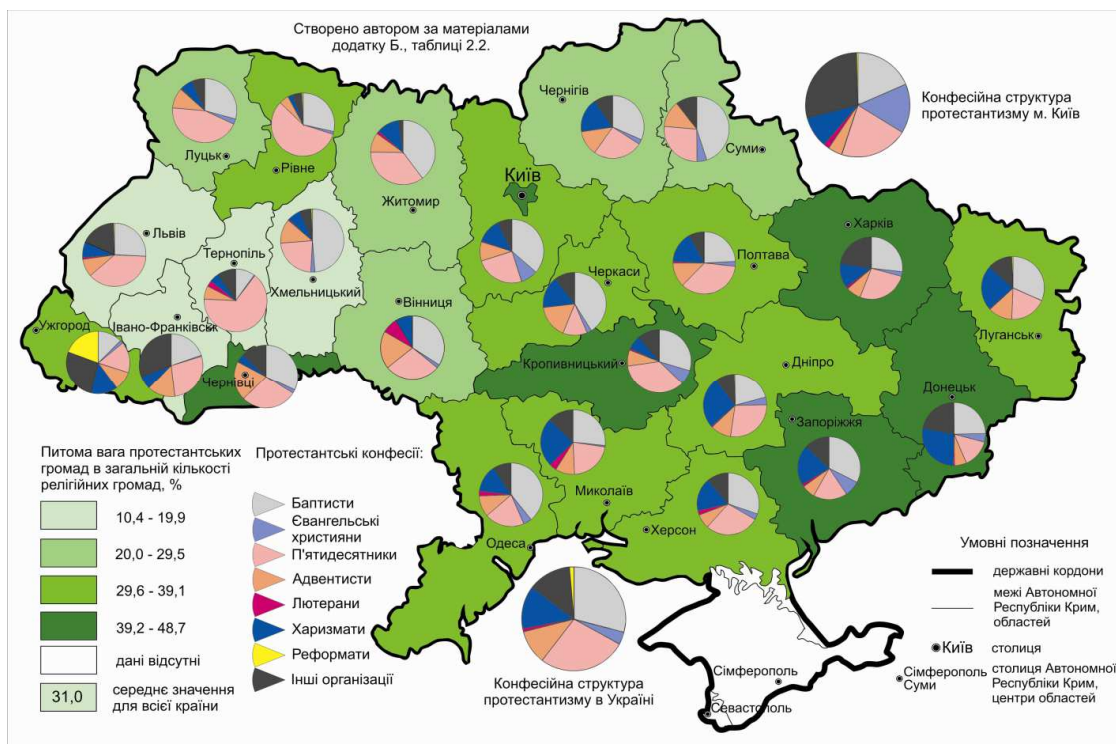 Створено автором за матеріалами
додатку Б., таблиці 2.2.
Конфесійна структура
протестантизму м. Київ
Чернігів
Суми
Луцьк
Рівне
Житомир
Київ
Харків
Львів
Тернопіль
Хмельницький
Черкаси
Полтава
Вінниця
Луганськ
Ужгород
Івано-Франківськ
Чернівці
Кропивницький
Дніпро
Донецьк
Запоріжжя
Миколаїв
Херсон
Одеса
Сімферополь
Севастополь
Питома вага протестантських
громад в загальній кількості
релігійних громад, %
10,4 - 19,9
20,0 - 29,5
29,6 - 39,1
39,2 - 48,7
дані відсутні
31,0
середнє значення
для всієї країни
Протестантські конфесії:
Баптисти
Євангельські
християни
П'ятидесятники
Адвентисти
Лютерани
Харизмати
Реформати
Інші організації
Конфесійна структура
протестантизму в Україні
Умовні позначення
державні кордони
межі Автономної
Республіки Крим,
областей
Київ
столиця
Сімферополь
Суми
столиця Автономної
Республіки Крим,
центри областей